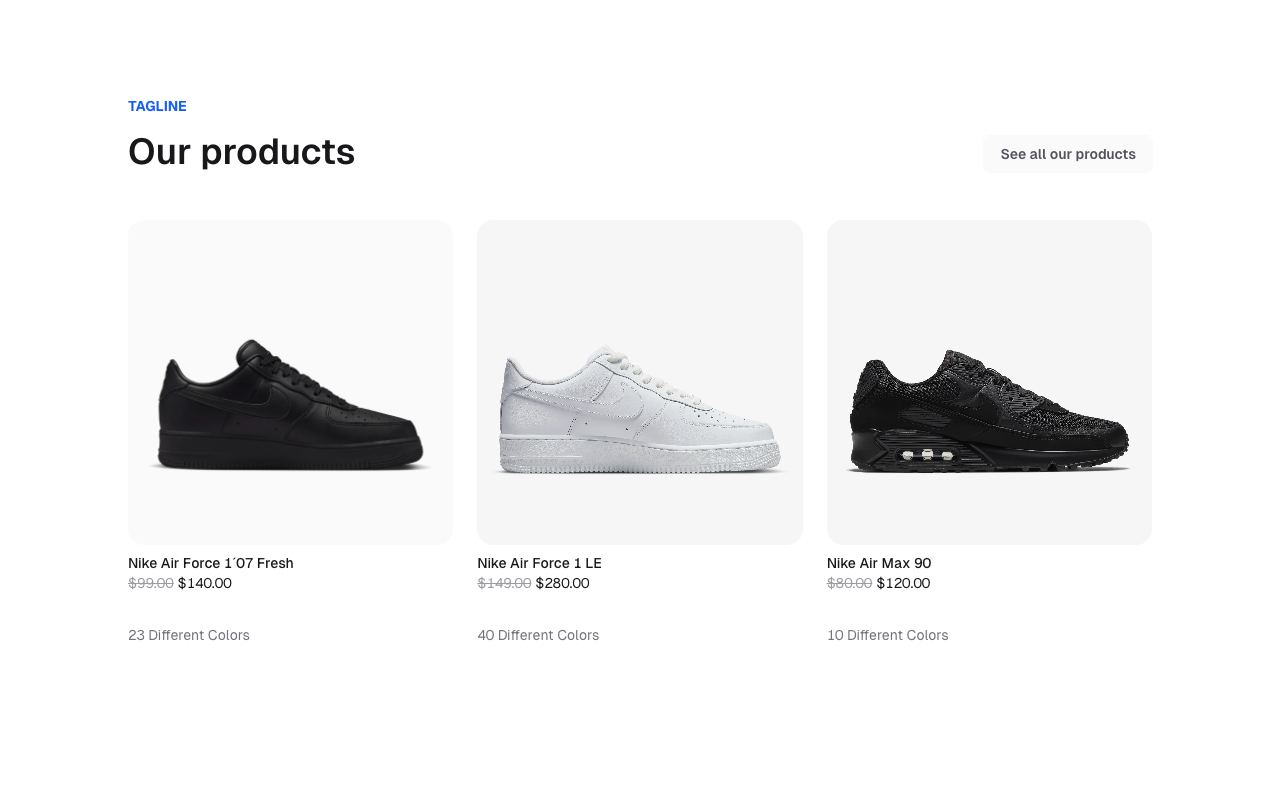 TAGLINE
Our products
See all our products
Nike Air Force 1´07 Fresh
$99.00 $140.00
23 Different Colors
Nike Air Force 1 LE
$149.00 $280.00
40 Different Colors
Nike Air Max 90
$80.00 $120.00
10 Different Colors